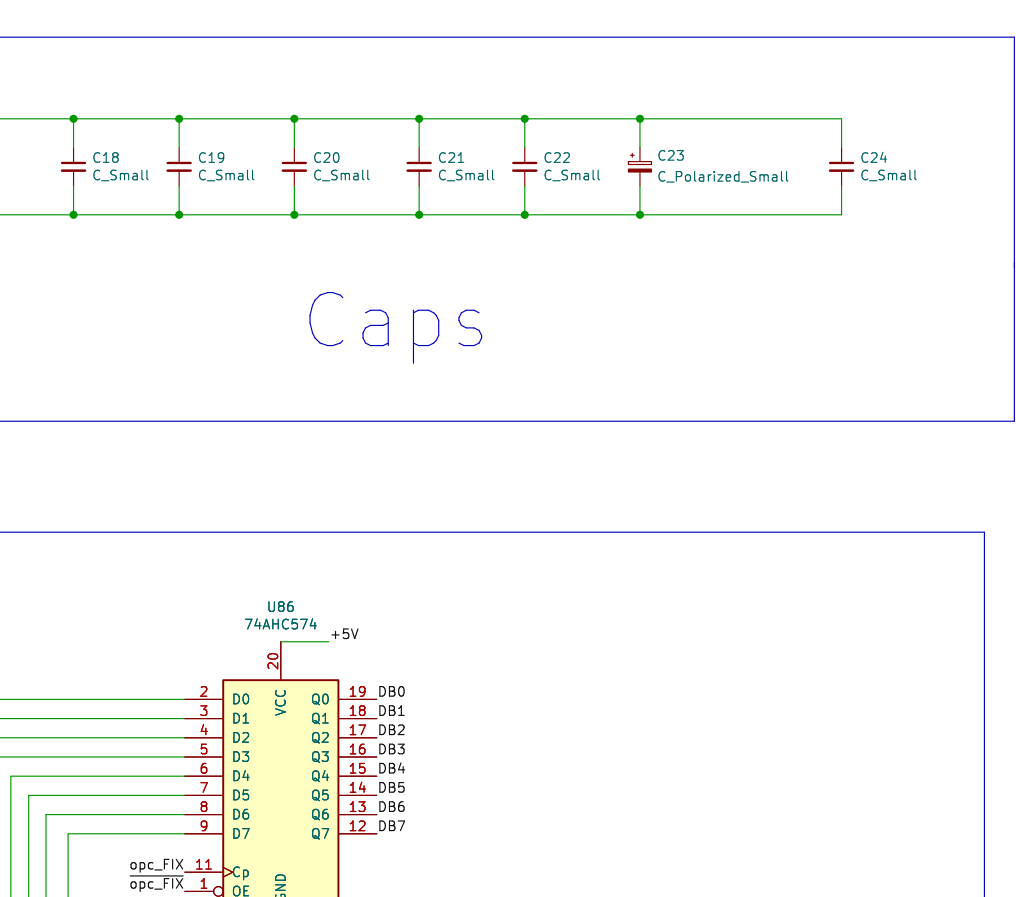 C18
C_Small
C19
C_Small
C20
C_Small
C21
C_Small
C22
C_Small
+
C23
C_Polarized_Small
C24
C_Small
Caps
U86
74AHC574
+5V
20
VCC
2 D0 Q0 19 DB0
3 D1 Q1 18 DB1
4 D2 Q2 17 DB2
5 D3 Q3 16 DB3
6 D4 Q4 15 DB4
7 D5 Q5 14 DB5
8 D6 Q6 13 DB6
9 D7 Q7 12 DB7
opc_FIX 11 Cp
opc_FIX 1 OE
GND